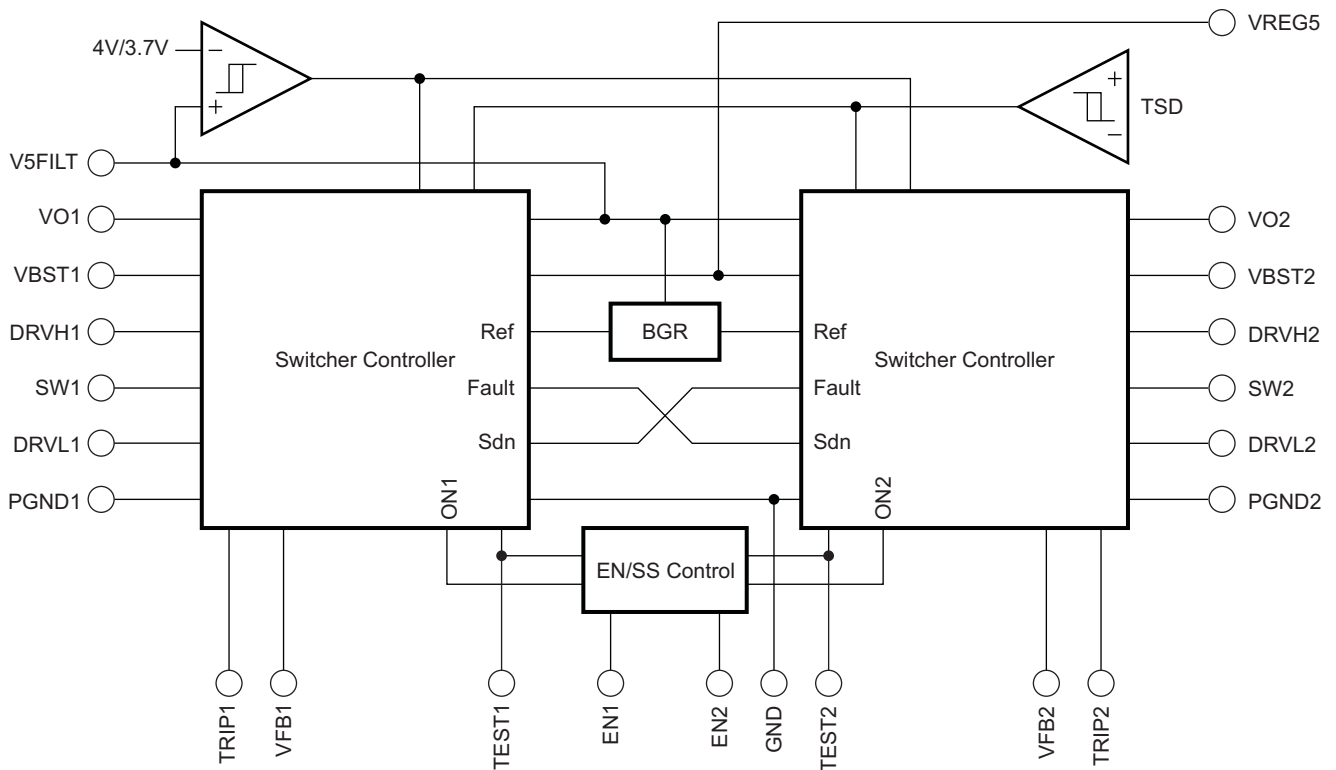 VREG5
4V/3.7V
−
+
+
−
TSD
V5FILT
VO1
VO2
VBST1
VBST2
DRVH1
Ref
BGR
Ref
DRVH2
Switcher Controller
Switcher Controller
SW1
Fault
Fault
SW2
DRVL1
Sdn
Sdn
DRVL2
PGND1
ON1
ON2
PGND2
EN/SS Control
TRIP1
VFB1
TEST1
EN1
EN2
GND
TEST2
VFB2
TRIP2